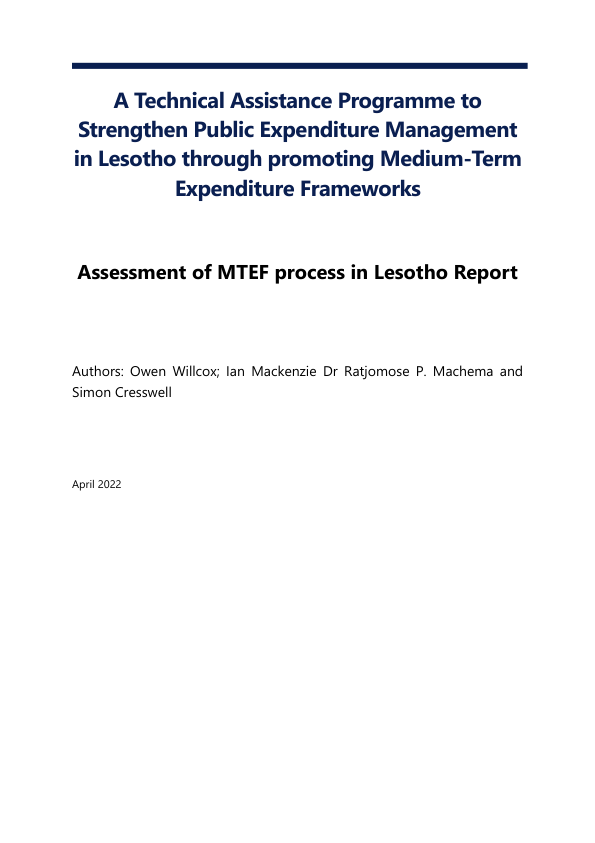 A Technical Assistance Programme to
Strengthen Public Expenditure Management
in Lesotho through promoting Medium-Term
Expenditure Frameworks
Assessment of MTEF process in Lesotho Report
Authors: Owen Willcox; Ian Mackenzie Dr Ratjomose P. Machema and
Simon Cresswell
April 2022